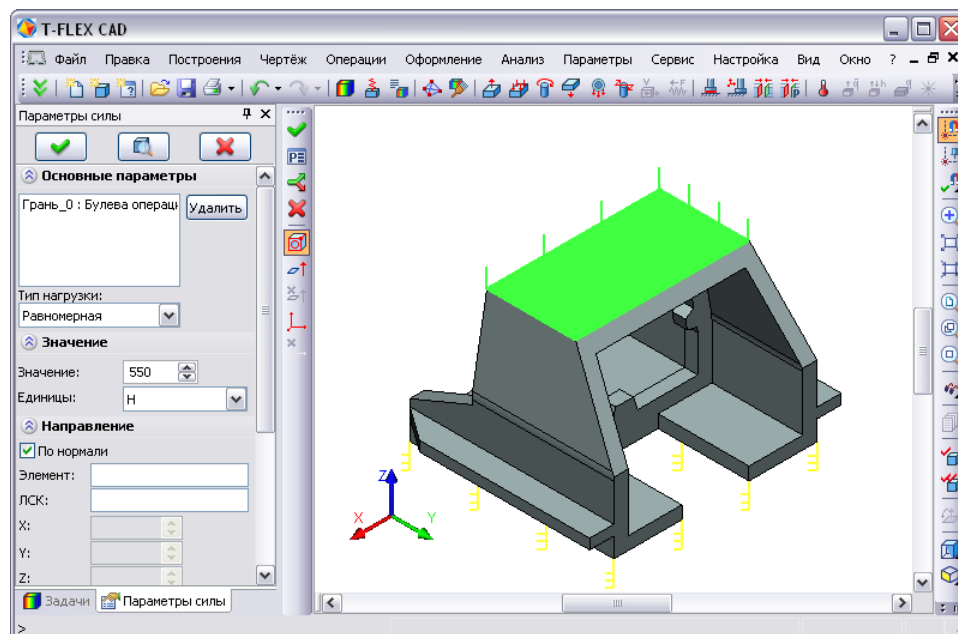 T-FLEX CAD
Файл Правка Построения Чертёж Операции Оформление Анализ Параметры Сервис Настройка Вид Окно ?
Параметры силы
Основные параметры
Грань_0 : Булева операци Удалить
Тип нагрузки:
Равномерная
Значение
Значение: 550
Единицы: Н
Направление
По нормали
Элемент:
ЛСК:
X:
Y:
Z:
Задачи Параметры силы
>
PE
Z
X
Y